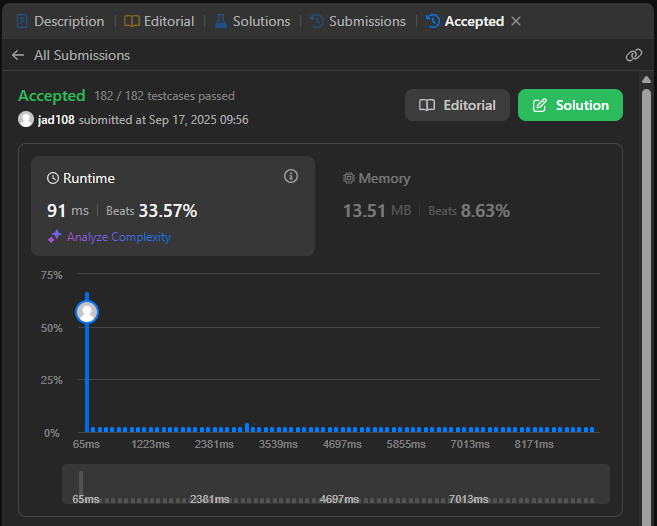 Description Editorial Solutions Submissions Accepted
All Submissions
Accepted 182 / 182 testcases passed
jad108 submitted at Sep 17, 2025 09:56
Editorial
Solution
Runtime
91 ms Beats 33.57%
Analyze Complexity
Memory
13.51 MB Beats 8.63%
75%
50%
25%
0%
65ms 1223ms 2381ms 3539ms 4697ms 5855ms 7013ms 8171ms
65ms 2381ms 4697ms 7013ms